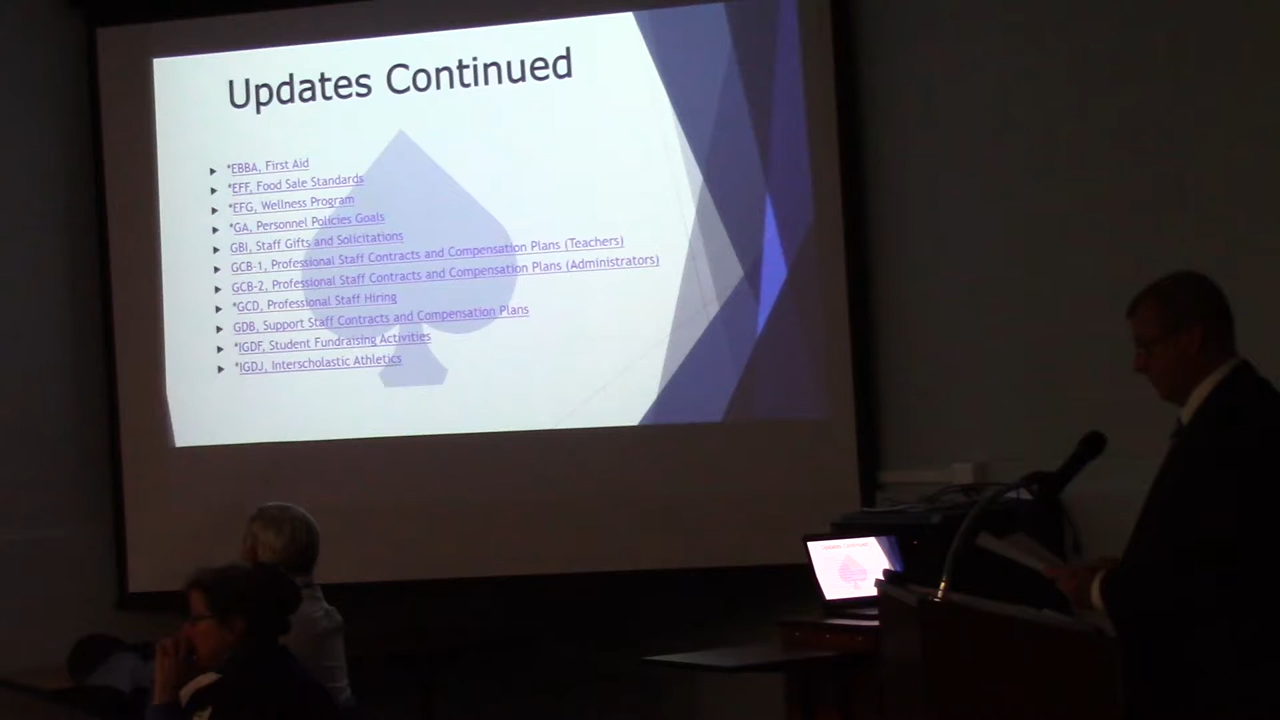 Updates Continued
*EBBA, First Aid
*EFF, Food Sale Standards
*EFG, Wellness Program
*GA, Personnel Policies Goals
GBI, Staff Gifts and Solicitations
GCB-1, Professional Staff Contracts and Compensation Plans (Teachers)
GCB-2, Professional Staff Contracts and Compensation Plans (Administrators)
*GCD, Professional Staff Hiring
GDB, Support Staff Contracts and Compensation Plans
*IGDF, Student Fundraising Activities
*IGDJ, Interscholastic Athletics
Updates Continued